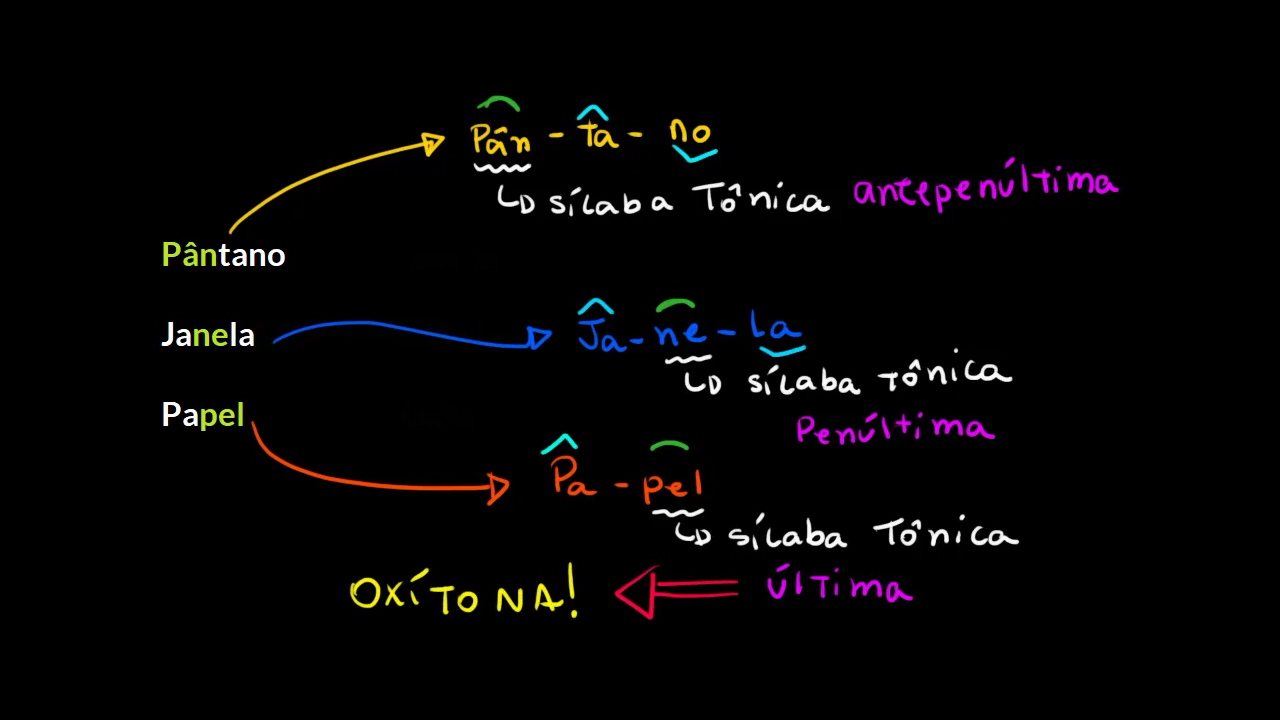 Pân - ta - no
sílaba Tônica antepenúltima
Pântano
Janela
Ja - ne - la
sílaba tônica
Penúltima
Papel
Pa - pel
sílaba Tônica
OXÍTONA!
última